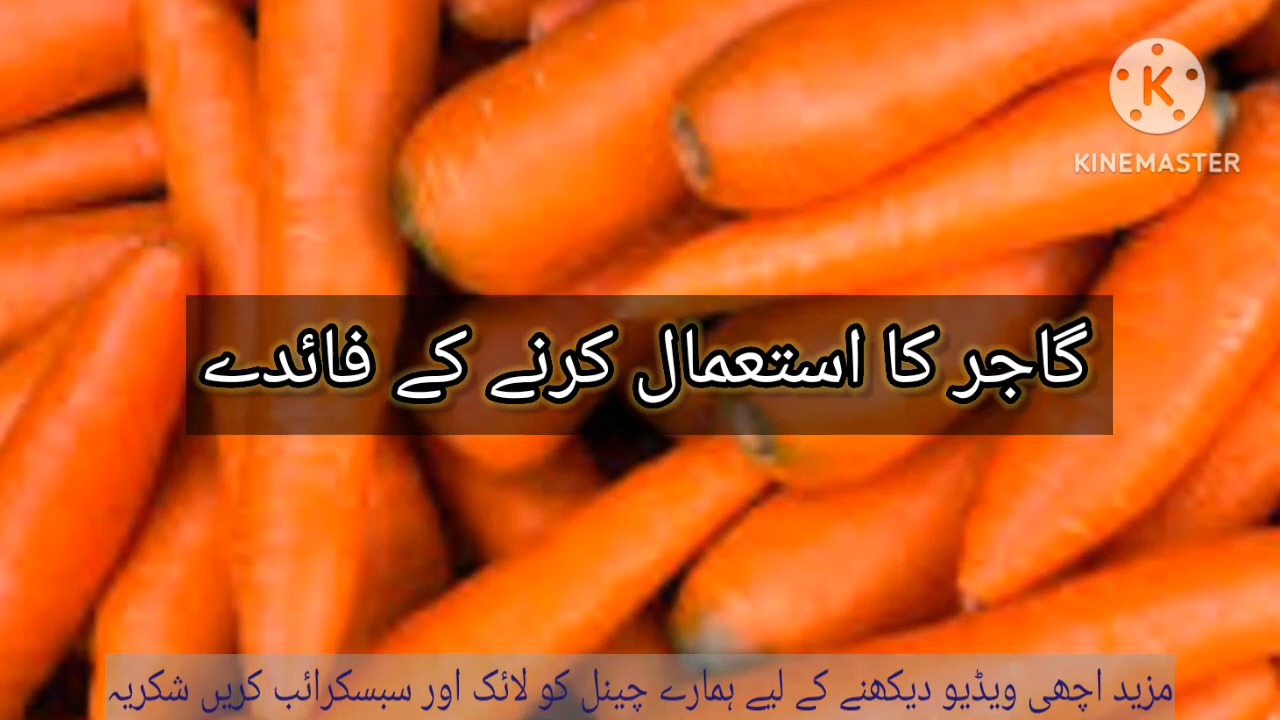 KINEMASTER
گاجر کا استعمال کرنے کے فائدے
مزید اچھی ویڈیو دیکھنے کے لیے ہمارے چینل کو لائک اور سبسکرائب کریں شکریہ